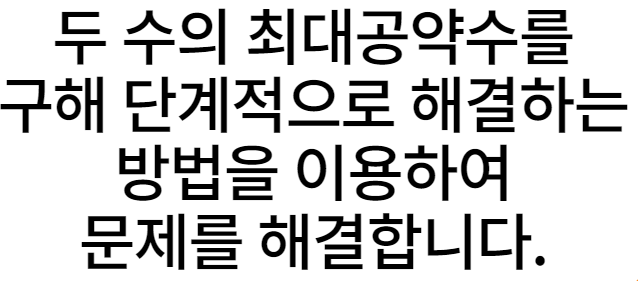 두 수의 최대공약수를
구해 단계적으로 해결하는
방법을 이용하여
문제를 해결합니다.